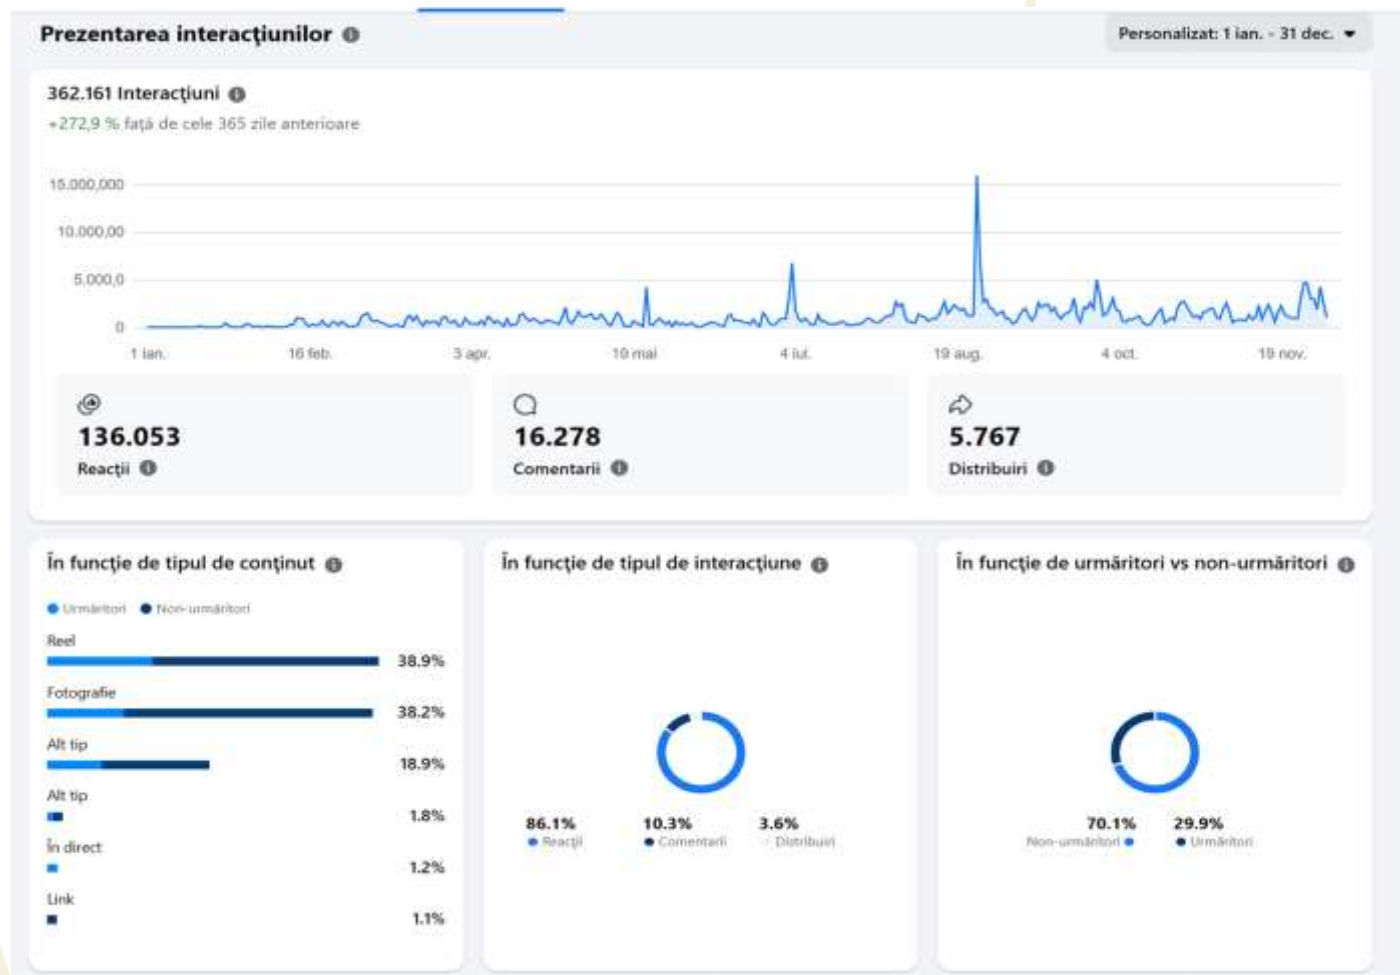 Prezentarea interacțiunilor
Personalizat: 1 ian. - 31 dec.
362.161 Interacțiuni
+272,9 % față de cele 365 zile anterioare
15.000,000
10.000,00
5.000,0
0
1 ian.
16 feb.
3 apr.
19 mai
4 iul.
19 aug.
4 oct.
19 nov.
136.053
Reacții
16.278
Comentarii
5.767
Distribuiri
În funcție de tipul de conținut
Urmăritori
Non-urmăritori
Reel
38.9%
Fotografie
38.2%
Alt tip
18.9%
Alt tip
1.8%
În direct
1.2%
Link
1.1%
În funcție de tipul de interacțiune
86.1%
10.3%
3.6%
Reacții
Comentarii
Distribuiri
În funcție de urmăritori vs non-urmăritori
70.1%
29.9%
Non-urmăritori
Urmăritori